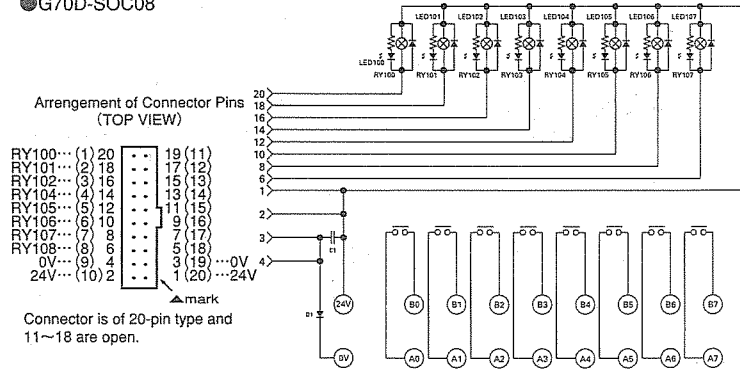 ●G70D-SOC08
LED101 LED102 LED103 LED104 LED105 LED106 LED107
LED100
RY100 RY101 RY102 RY103 RY104 RY105 RY106 RY107
Arrangement of Connector Pins
(TOP VIEW)
RY100⋯(1) 20 19 (11)
RY101⋯(2) 18 17 (12)
RY102⋯(3) 16 15 (13)
RY104⋯(4) 14 13 (14)
RY105⋯(5) 12 11 (15)
RY106⋯(6) 10 9 (16)
RY107⋯(7) 8 7 (17)
RY108⋯(8) 6 5 (18)
0V⋯(9) 4 3 (19)⋯0V
24V⋯(10) 2 1 (20)⋯24V
▲mark
Connector is of 20-pin type and
11~18 are open.
20
18
16
14
12
10
8
6
1
2
3
4
C1
D1
24V B0 B1 B2 B3 B4 B5 B6 B7
0V A0 A1 A2 A3 A4 A5 A6 A7